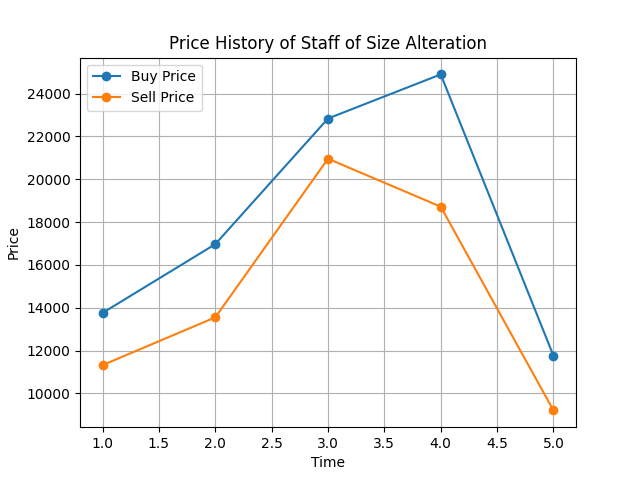 Price History of Staff of Size Alteration
Buy Price
Sell Price
Price
24000
22000
20000
18000
16000
14000
12000
10000
1.0 1.5 2.0 2.5 3.0 3.5 4.0 4.5 5.0
Time